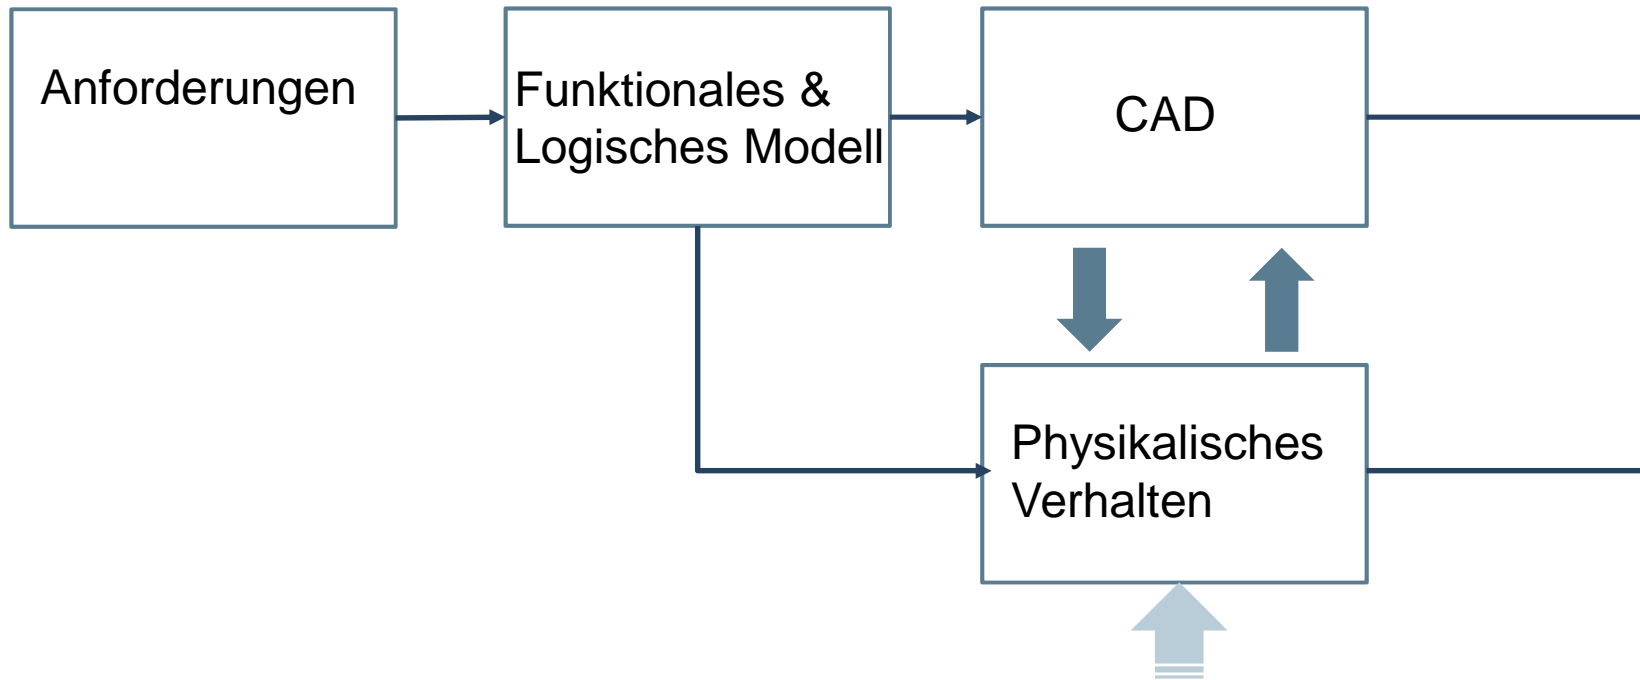 Anforderungen
Funktionales &
Logisches Modell
CAD
Physikalisches
Verhalten